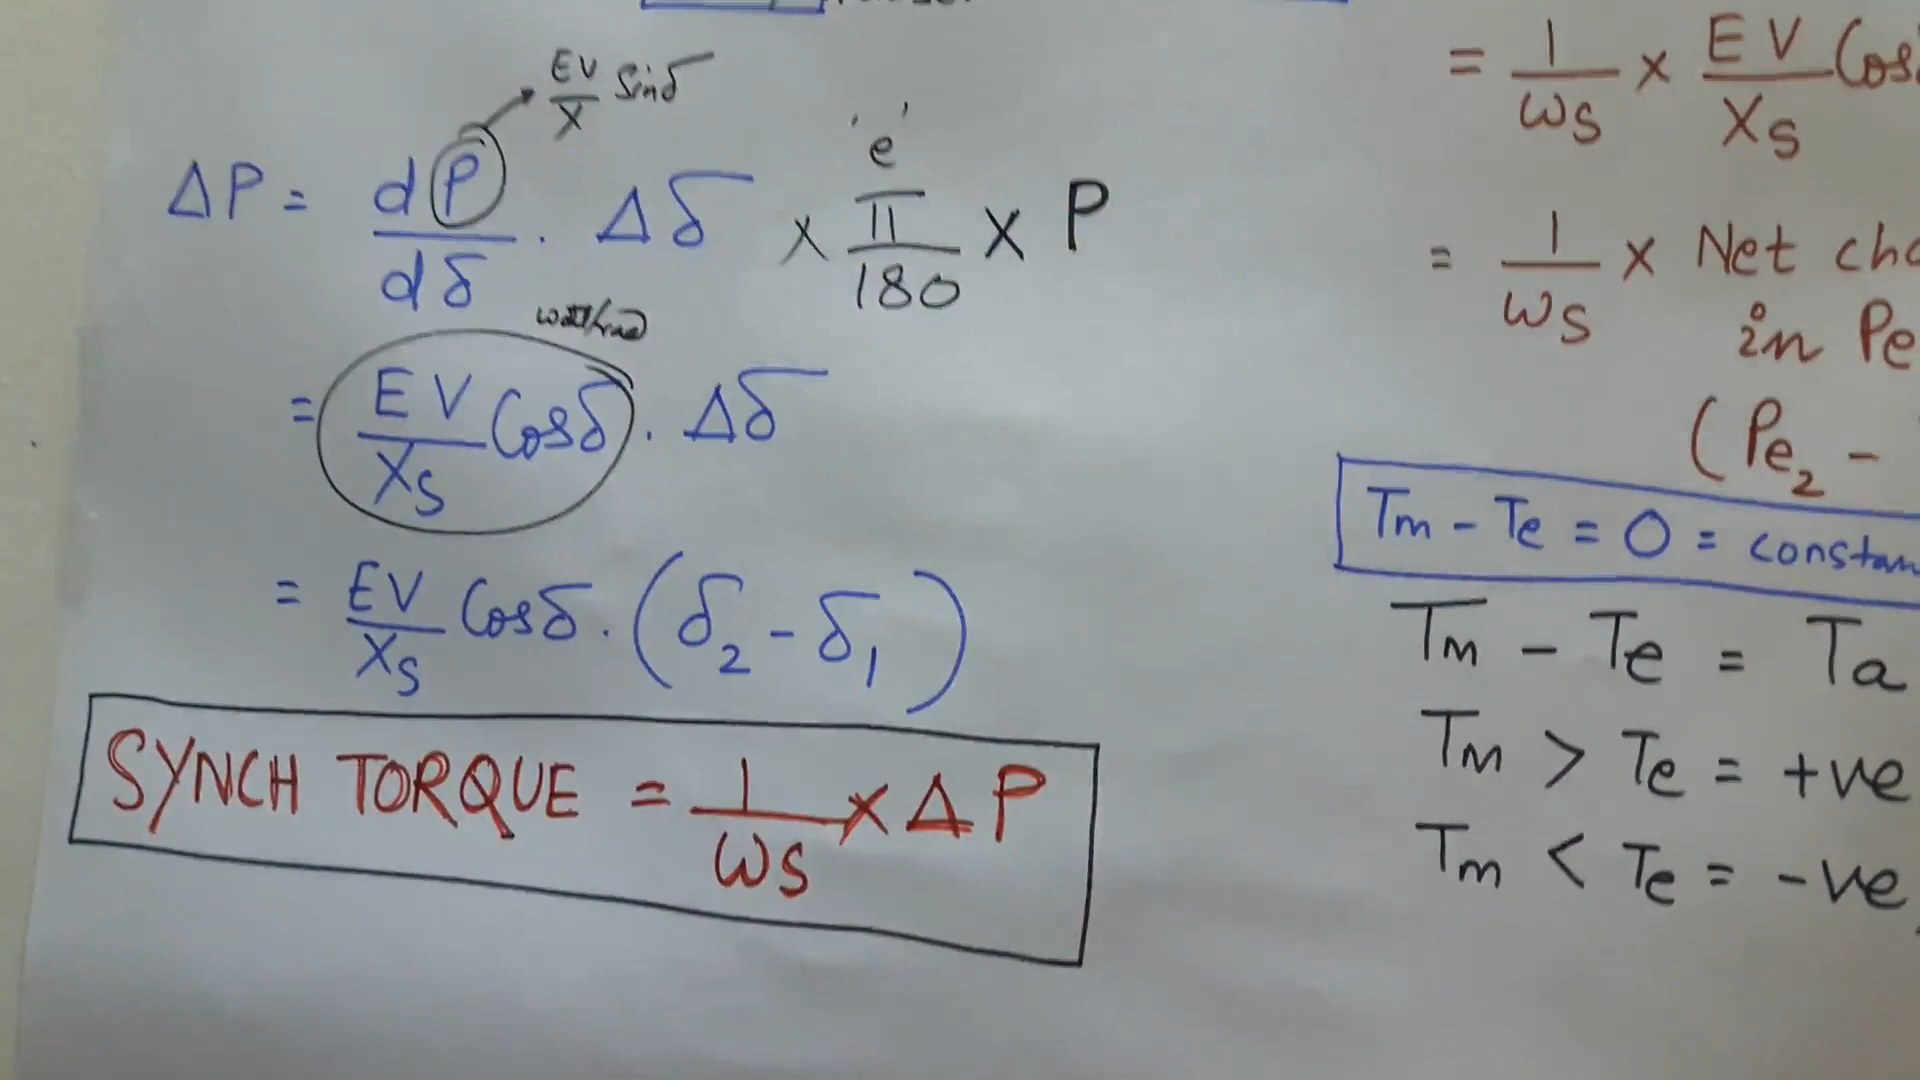 EV/X Sinδ
'e'
ΔP = dP/dδ . Δδ × π/180 × P
= EV/Xs Cosδ . Δδ
= EV/Xs Cosδ . (δ₂ - δ₁)
SYNCH TORQUE = 1/ωs × ΔP
= 1/ωs × EV/Xs Cos
= 1/ωs × Net
in Pe
(Pe₂ -
Tm - Te = 0 =
Tm - Te = Ta
Tm > Te = +ve
Tm < Te = -ve